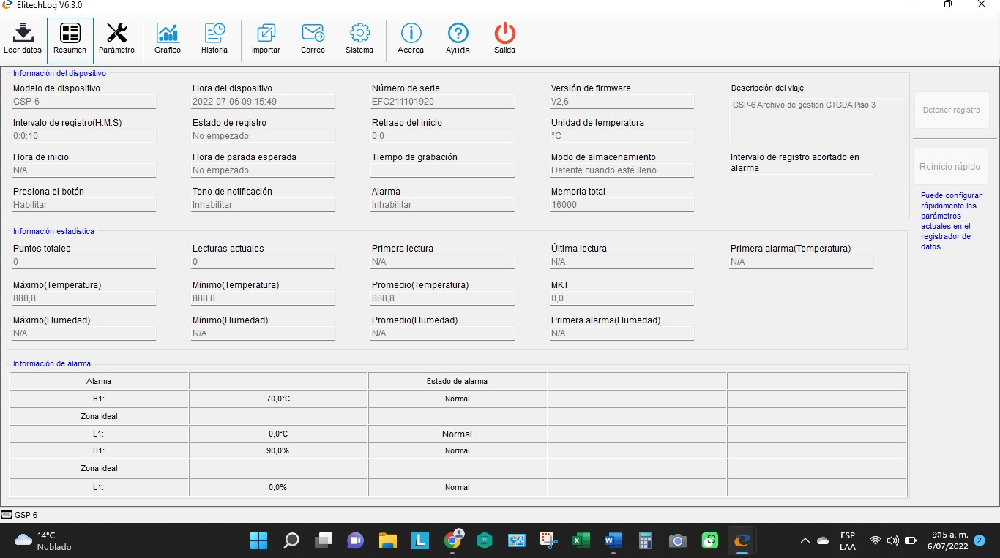 ElitechLog V6.3.0
Leer datos
Resumen
Parámetro
Grafico
Historia
Importar
Correo
Sistema
Acerca
Ayuda
Salida
Información del dispositivo
Modelo de dispositivo
GSP-6
Hora del dispositivo
2022-07-06 09:15:49
Número de serie
EFG211101920
Versión de firmware
V2,6
Descripción del viaje
GSP-6 Archivo de gestion GTGDA Piso 3
Intervalo de registro(H:M:S)
0:0:10
Estado de registro
No empezado.
Retraso del inicio
0.0
Unidad de temperatura
°C
Hora de inicio
N/A
Hora de parada esperada
No empezado.
Tiempo de grabación
Modo de almacenamiento
Detente cuando esté lleno
Intervalo de registro acortado en
alarma
Presiona el botón
Habilitar
Tono de notificación
Inhabilitar
Alarma
Inhabilitar
Memoria total
16000
Detener registro
Reinicio rápido
Puede configurar
rápidamente los
parámetros
actuales en el
registrador de
datos
Información estadística
Puntos totales
0
Lecturas actuales
0
Primera lectura
N/A
Última lectura
N/A
Primera alarma(Temperatura)
N/A
Máximo(Temperatura)
888,8
Mínimo(Temperatura)
888,8
Promedio(Temperatura)
888,8
MKT
0,0
Máximo(Humedad)
N/A
Mínimo(Humedad)
N/A
Promedio(Humedad)
N/A
Primera alarma(Humedad)
N/A
Información de alarma
Alarma Estado de alarma
H1: 70,0°C Normal
Zona ideal
L1: 0,0°C Normal
H1: 90,0% Normal
Zona ideal
L1: 0,0% Normal
GSP-6
14°C
Nublado
ESP
LAA
9:15 a. m.
6/07/2022
2